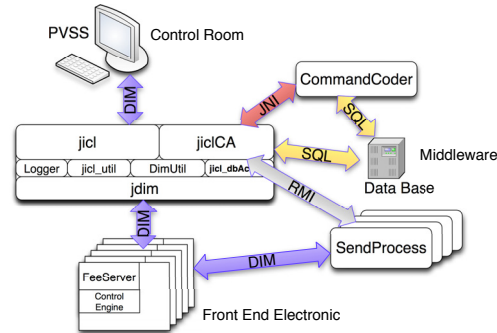 PVSS
Control Room
DIM
CommandCoder
JNI
SQL
jicl
jiclCA
SQL
Middleware
Logger
jicl_util
DimUtil
jicl_dbAc
Data Base
jdim
RMI
DIM
SendProcess
DIM
FeeServer
Control
Engine
Front End Electronic